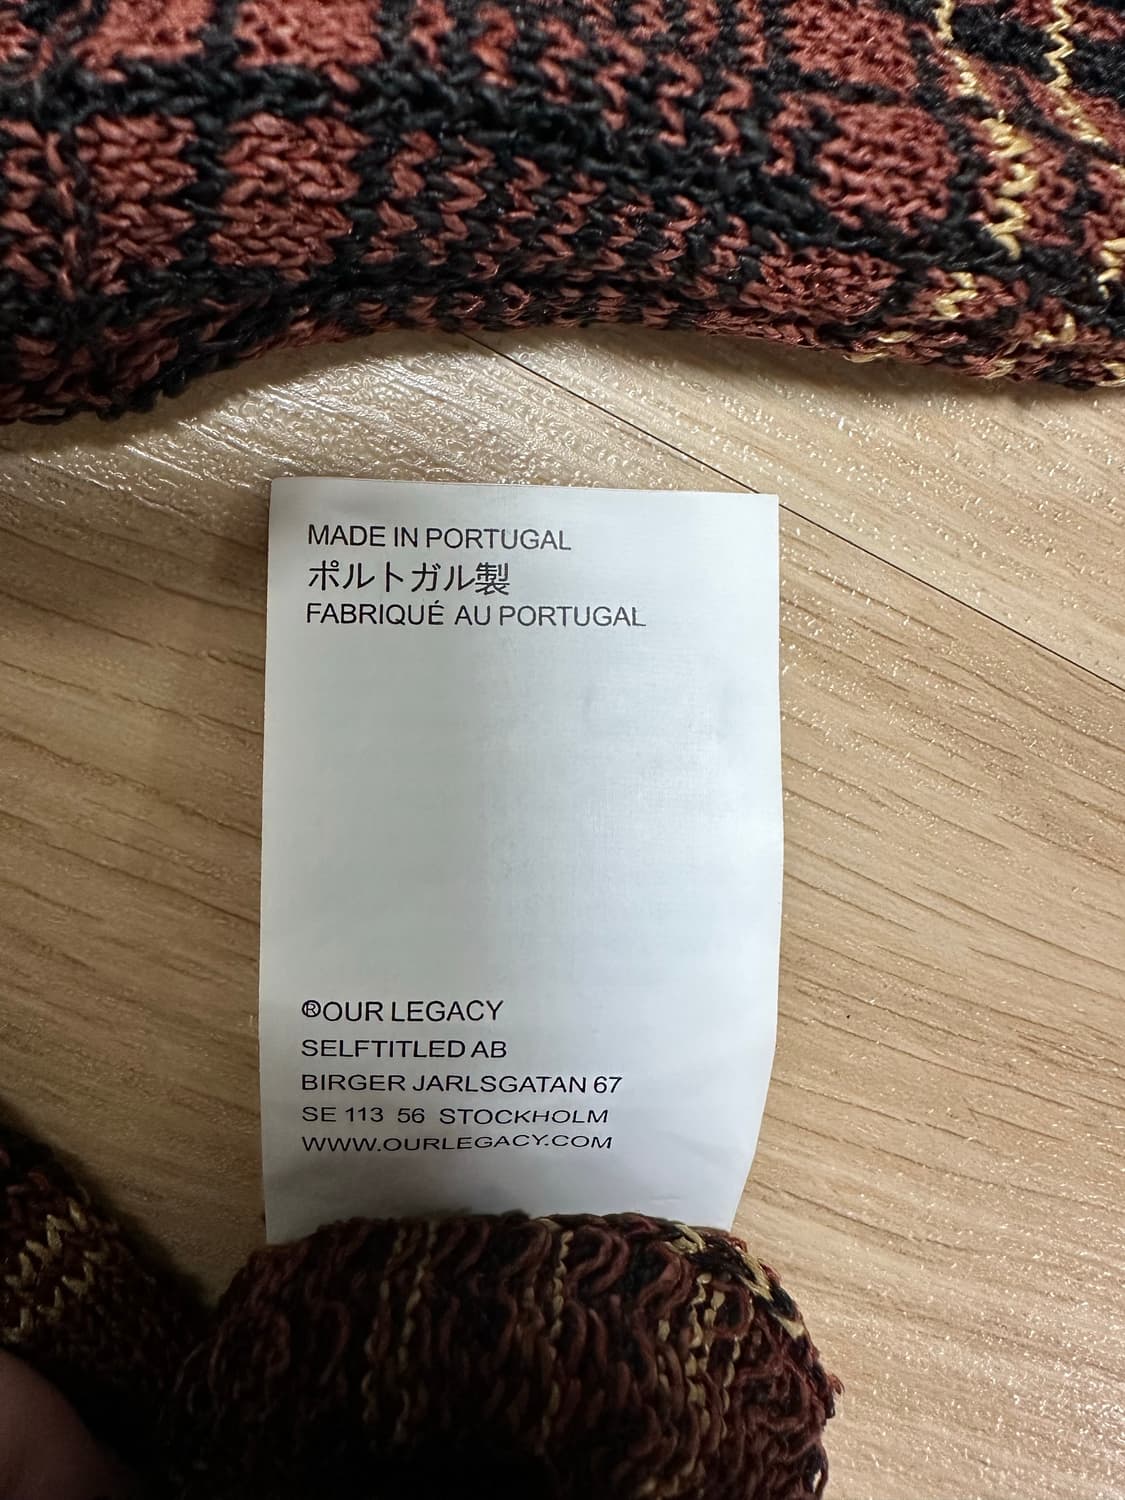 MADE IN PORTUGAL
ポルトガル製
FABRIQUÉ AU PORTUGAL
®OUR LEGACY
SELFTITLED AB
BIRGER JARLSGATAN 67
SE 113 56 STOCKHOLM
WWW.OURLEGACY.COM